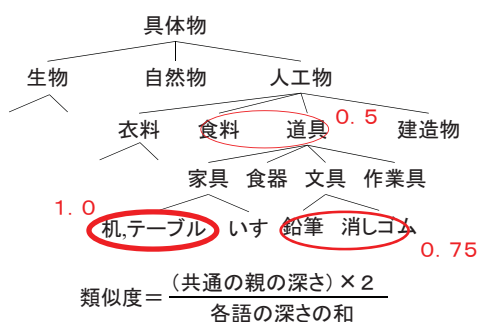 具体物
生物 自然物 人工物
衣料 食料 道具 0.5 建造物
家具 食器 文具 作業具
1.0
机,テーブル いす 鉛筆 消しゴム
0.75
類似度=(共通の親の深さ)×2
各語の深さの和